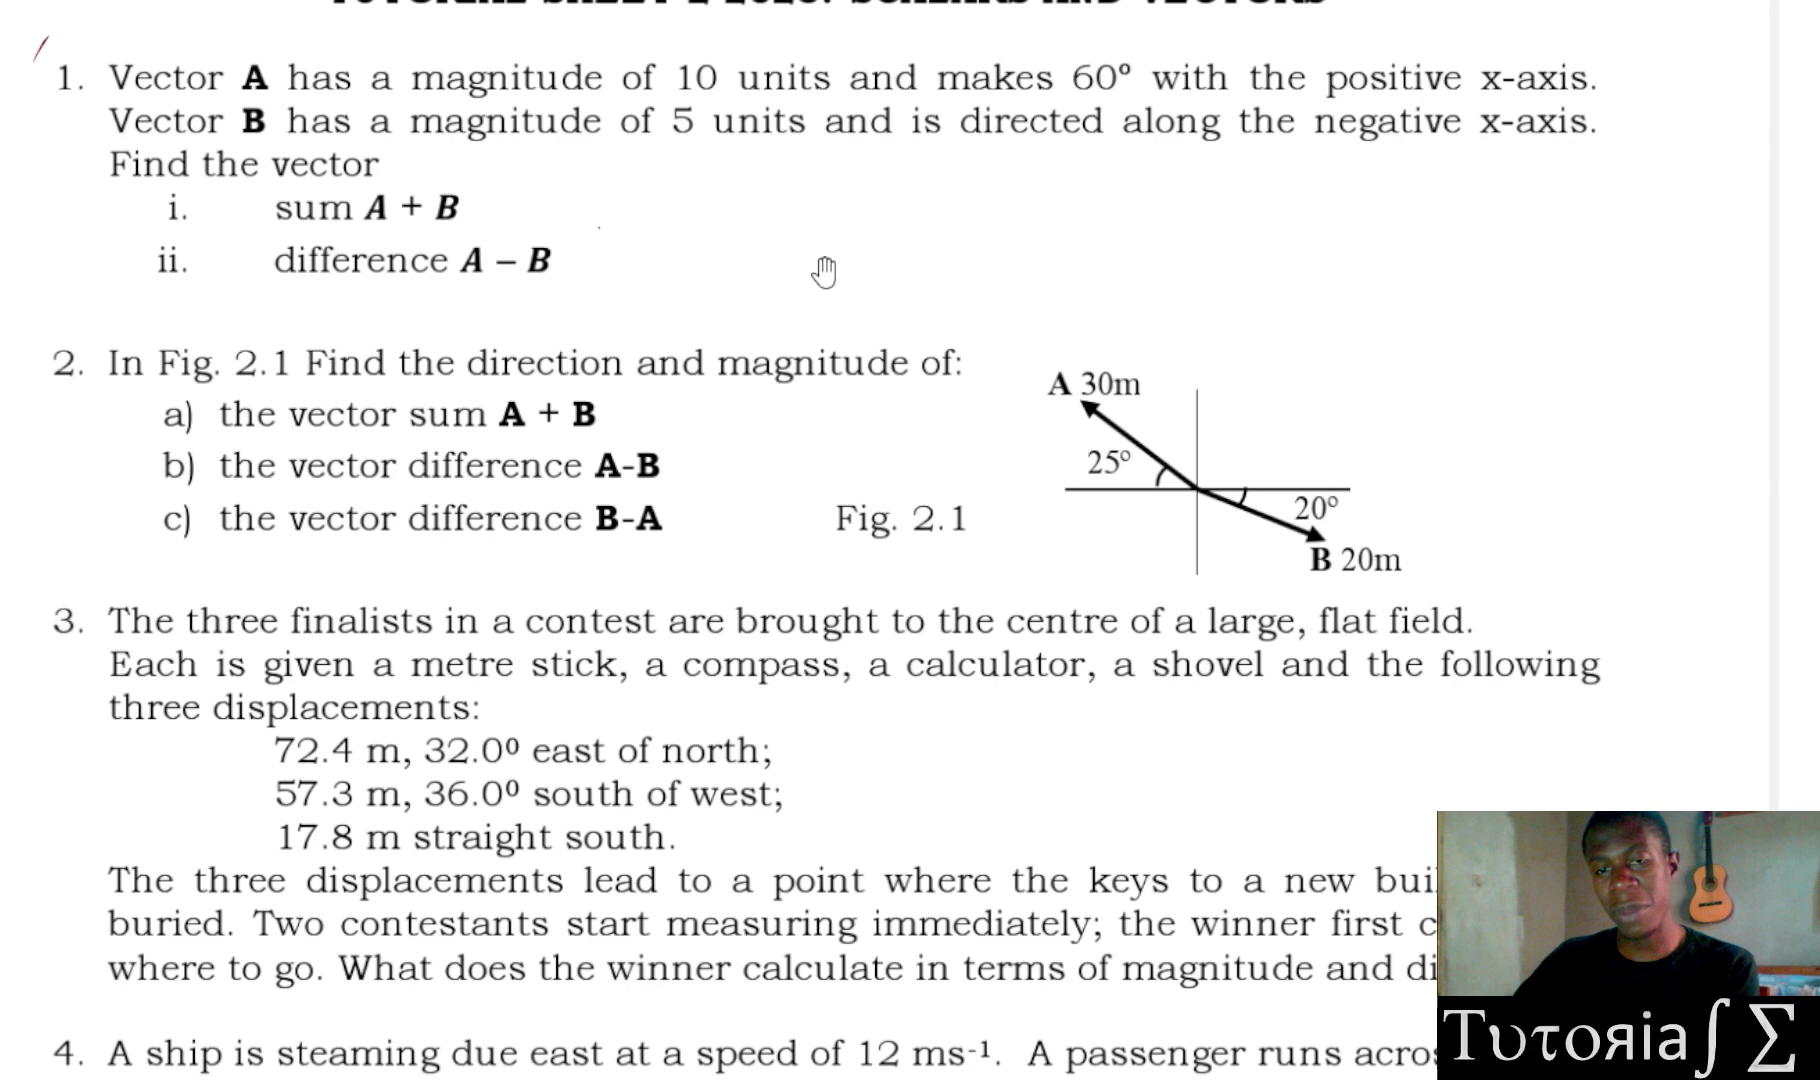 1. Vector A has a magnitude of 10 units and makes 60º with the positive x-axis.
Vector B has a magnitude of 5 units and is directed along the negative x-axis.
Find the vector
i. sum A + B
ii. difference A – B
2. In Fig. 2.1 Find the direction and magnitude of:
a) the vector sum A + B
b) the vector difference A-B
c) the vector difference B-A
Fig. 2.1
A 30m
25º
20º
B 20m
3. The three finalists in a contest are brought to the centre of a large, flat field.
Each is given a metre stick, a compass, a calculator, a shovel and the following
three displacements:
72.4 m, 32.0º east of north;
57.3 m, 36.0º south of west;
17.8 m straight south.
The three displacements lead to a point where the keys to a new
buried. Two contestants start measuring immediately; the winner first
where to go. What does the winner calculate in terms of magnitude and
4. A ship is steaming due east at a speed of 12 ms⁻¹. A passenger runs
Tυτοяia∫ Σ